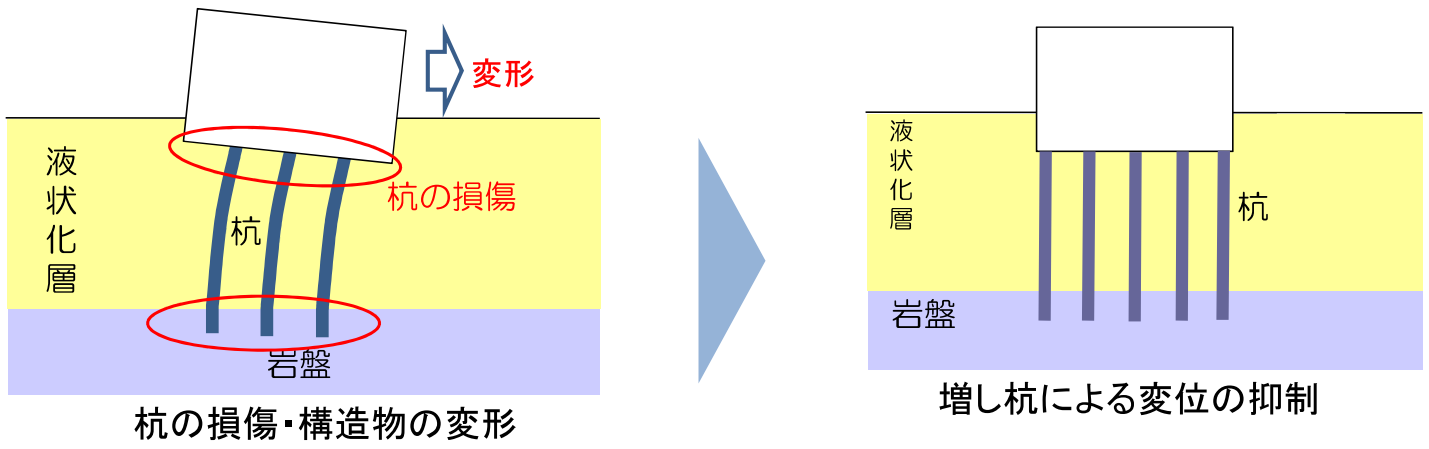 変形
液状化層
杭の損傷
杭
岩盤
杭の損傷・構造物の変形
液状化層
杭
岩盤
増し杭による変位の抑制